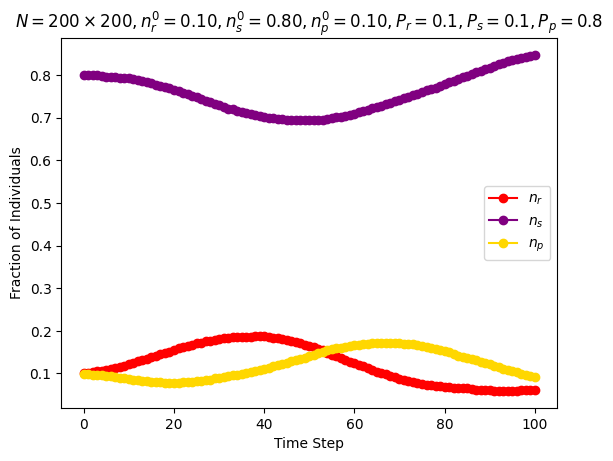 N = 200 × 200, n_r^0 = 0.10, n_s^0 = 0.80, n_p^0 = 0.10, P_r = 0.1, P_s = 0.1, P_p = 0.8
Fraction of Individuals
0.8
0.7
0.6
0.5
0.4
0.3
0.2
0.1
n_r
n_s
n_p
0 20 40 60 80 100
Time Step